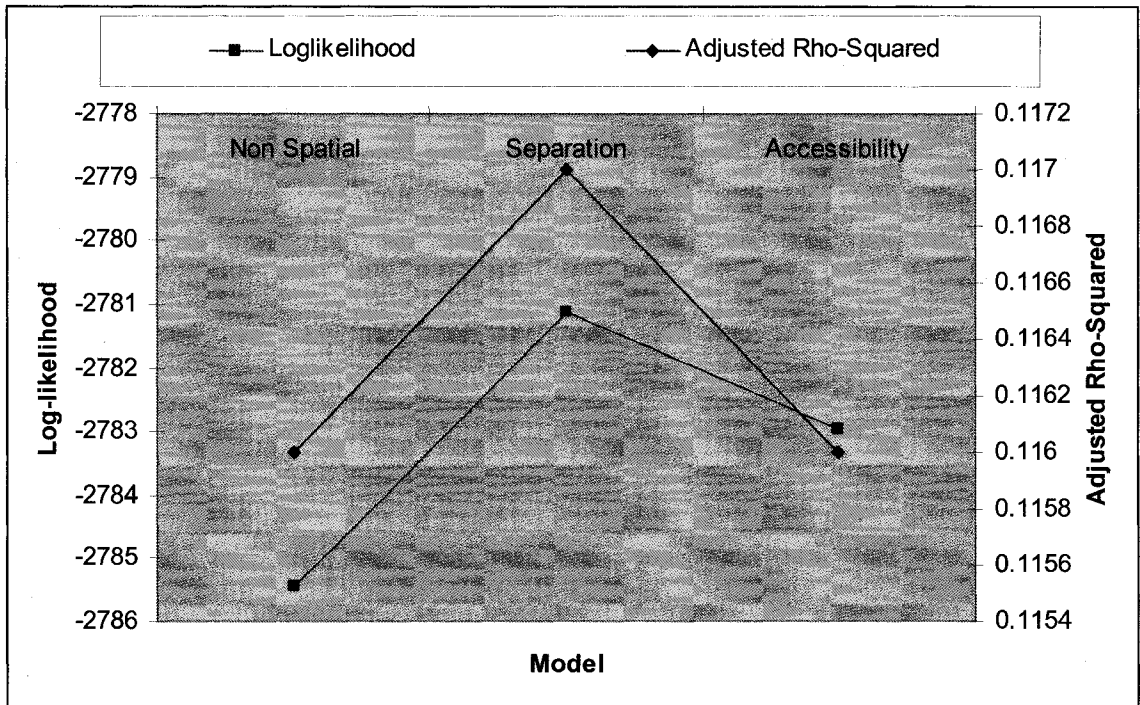 Loglikelihood Adjusted Rho-Squared
-2778 0.1172
Non Spatial Separation Accessibility
-2779 0.117
-2780 0.1168
0.1166
-2781 0.1164
-2782 0.1162
-2783 0.116
-2784 0.1158
-2785 0.1156
-2786 0.1154
Log-likelihood
Adjusted Rho-Squared
Model